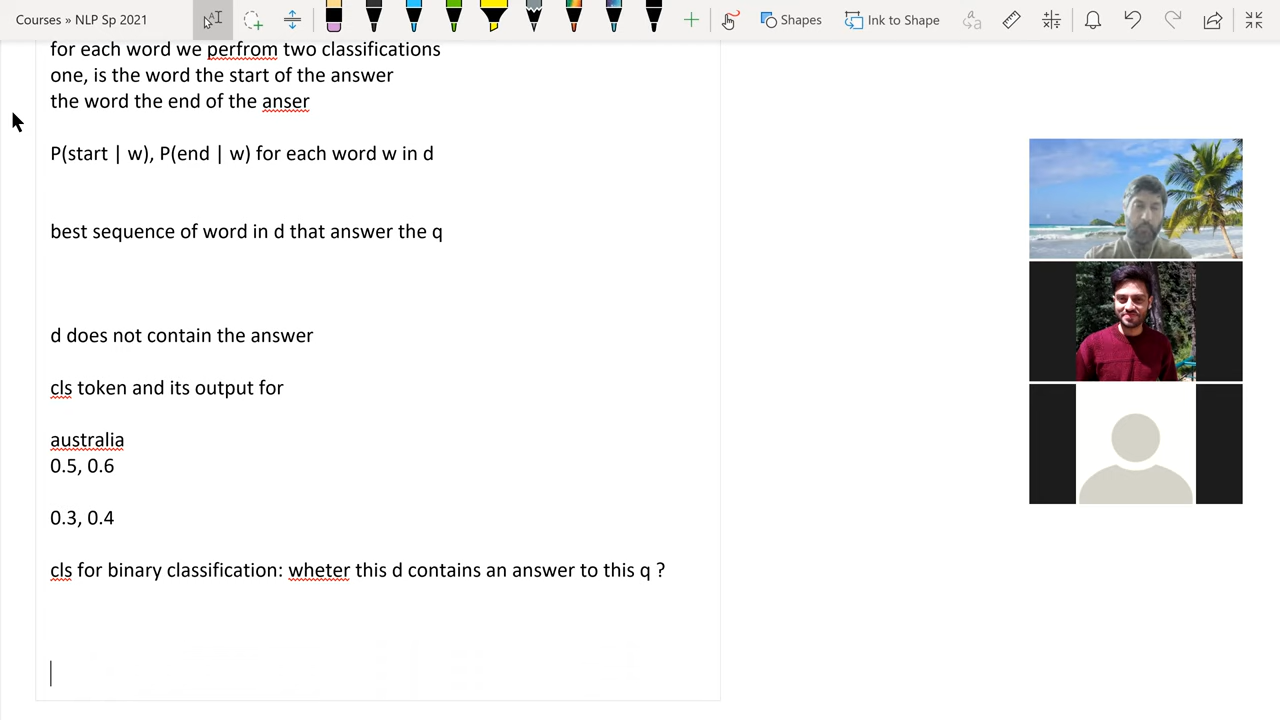 Courses » NLP Sp 2021
Shapes
Ink to Shape
for each word we perfrom two classifications
one, is the word the start of the answer
the word the end of the anser
P(start | w), P(end | w) for each word w in d
best sequence of word in d that answer the q
d does not contain the answer
cls token and its output for
australia
0.5, 0.6
0.3, 0.4
cls for binary classification: wheter this d contains an answer to this q ?